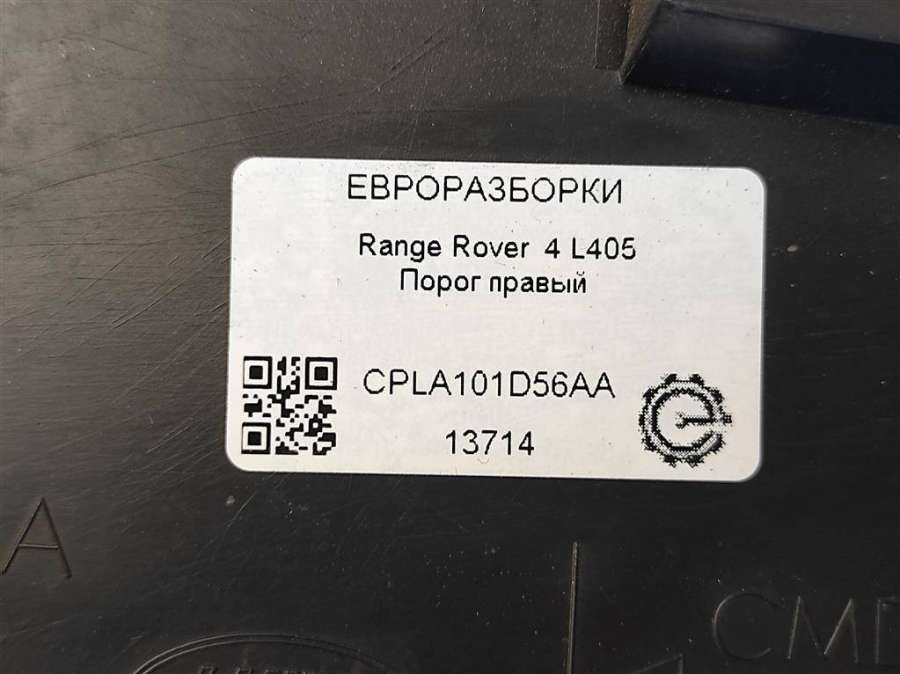 ЕВРОРАЗБОРКИ
Range Rover 4 L405
Порог правый
CPLA101D56AA
13714
A